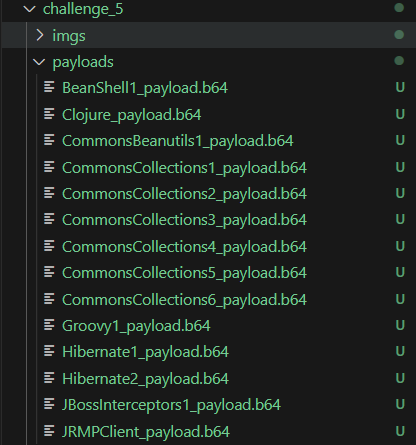 challenge_5
imgs
payloads
BeanShell1_payload.b64 U
Clojure_payload.b64 U
CommonsBeanutils1_payload.b64 U
CommonsCollections1_payload.b64 U
CommonsCollections2_payload.b64 U
CommonsCollections3_payload.b64 U
CommonsCollections4_payload.b64 U
CommonsCollections5_payload.b64 U
CommonsCollections6_payload.b64 U
Groovy1_payload.b64 U
Hibernate1_payload.b64 U
Hibernate2_payload.b64 U
JBossInterceptors1_payload.b64 U
JRMPClient_payload.b64 U